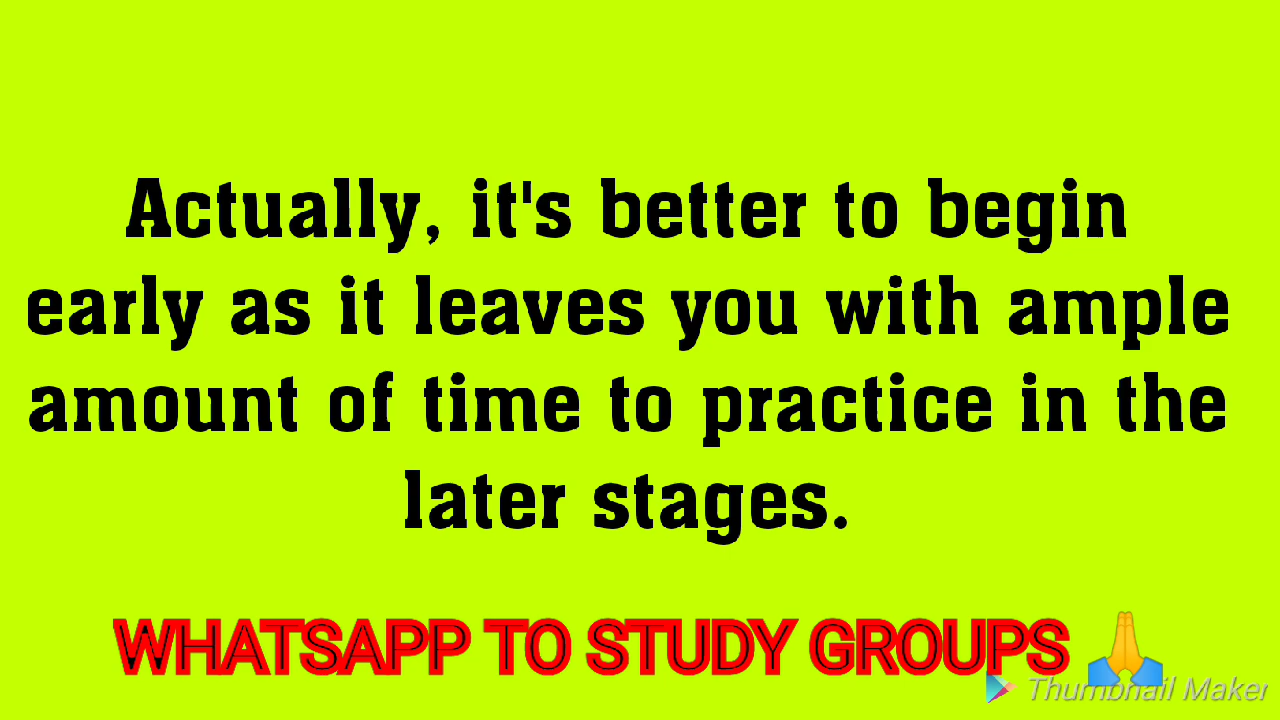 Actually, it's better to begin
early as it leaves you with ample
amount of time to practice in the
later stages.
WHATSAPP TO STUDY GROUPS 🙏
Thumbnail Maker